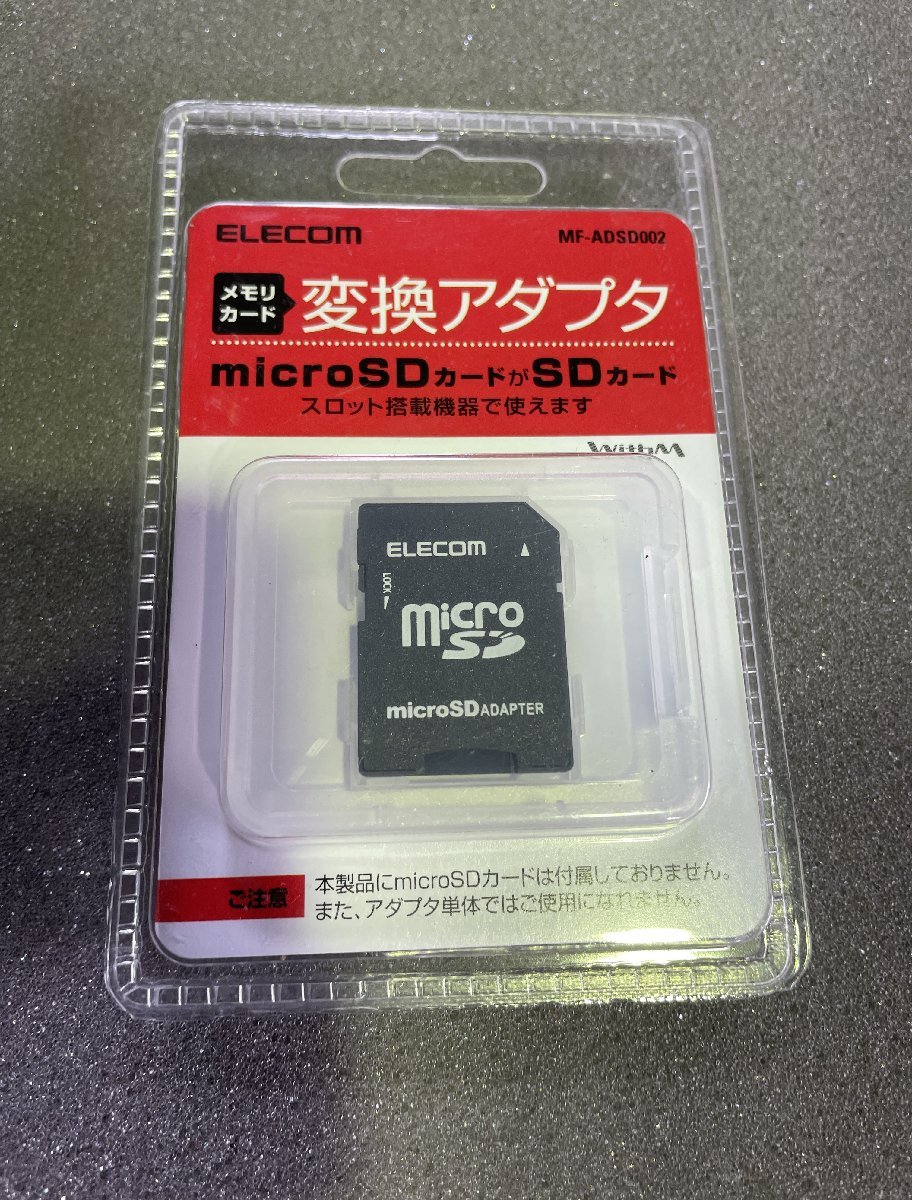 ELECOM MF-ADSD002
メモリ
カード
変換アダプタ
microSDカードがSDカード
スロット搭載機器で使えます
WithM
ELECOM
LOCK
micro
SD
microSD ADAPTER
ご注意
本製品にmicroSDカードは付属しておりません。
また、アダプタ単体ではご使用になれません。